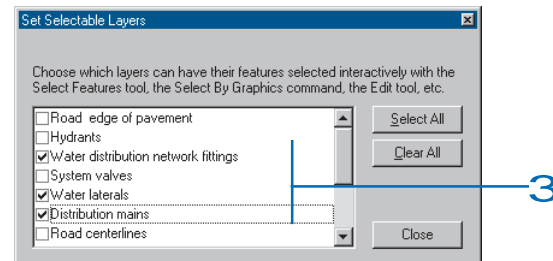 Set Selectable Layers
Choose which layers can have their features selected interactively with the
Select Features tool, the Select By Graphics command, the Edit tool, etc.
Road edge of pavement
Hydrants
Water distribution network fittings
System valves
Water laterals
Distribution mains
Road centerlines
Select All
Clear All
3
Close